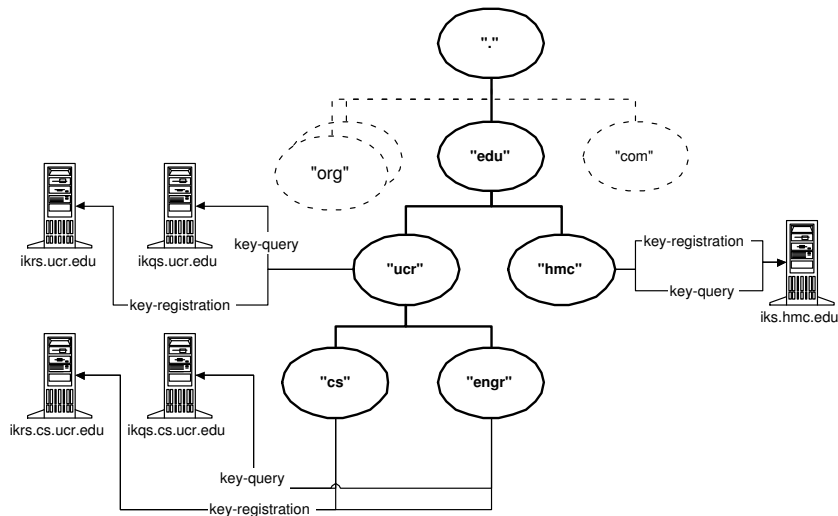 "."
"org"
"edu"
"com"
ikrs.ucr.edu
ikqs.ucr.edu
key-query
key-registration
"ucr"
"hmc"
key-registration
key-query
iks.hmc.edu
"cs"
"engr"
ikrs.cs.ucr.edu
ikqs.cs.ucr.edu
key-query
key-registration